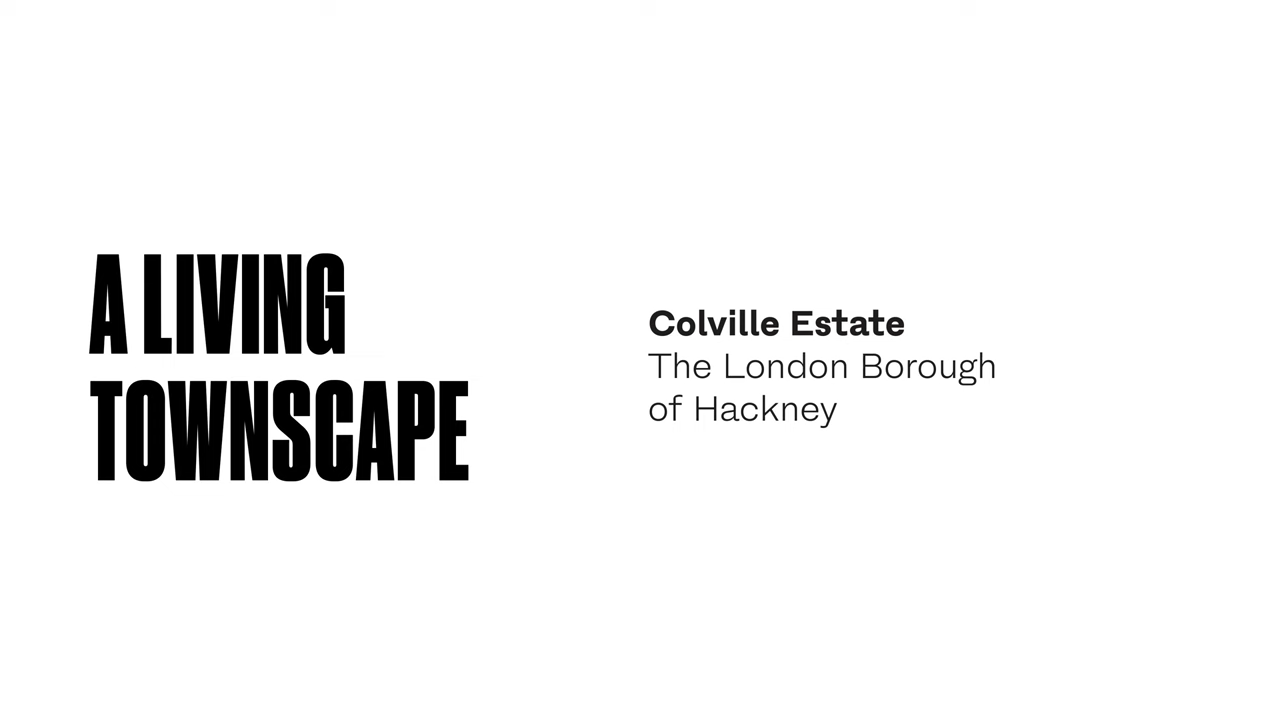 A LIVING
TOWNSCAPE
Colville Estate
The London Borough
of Hackney